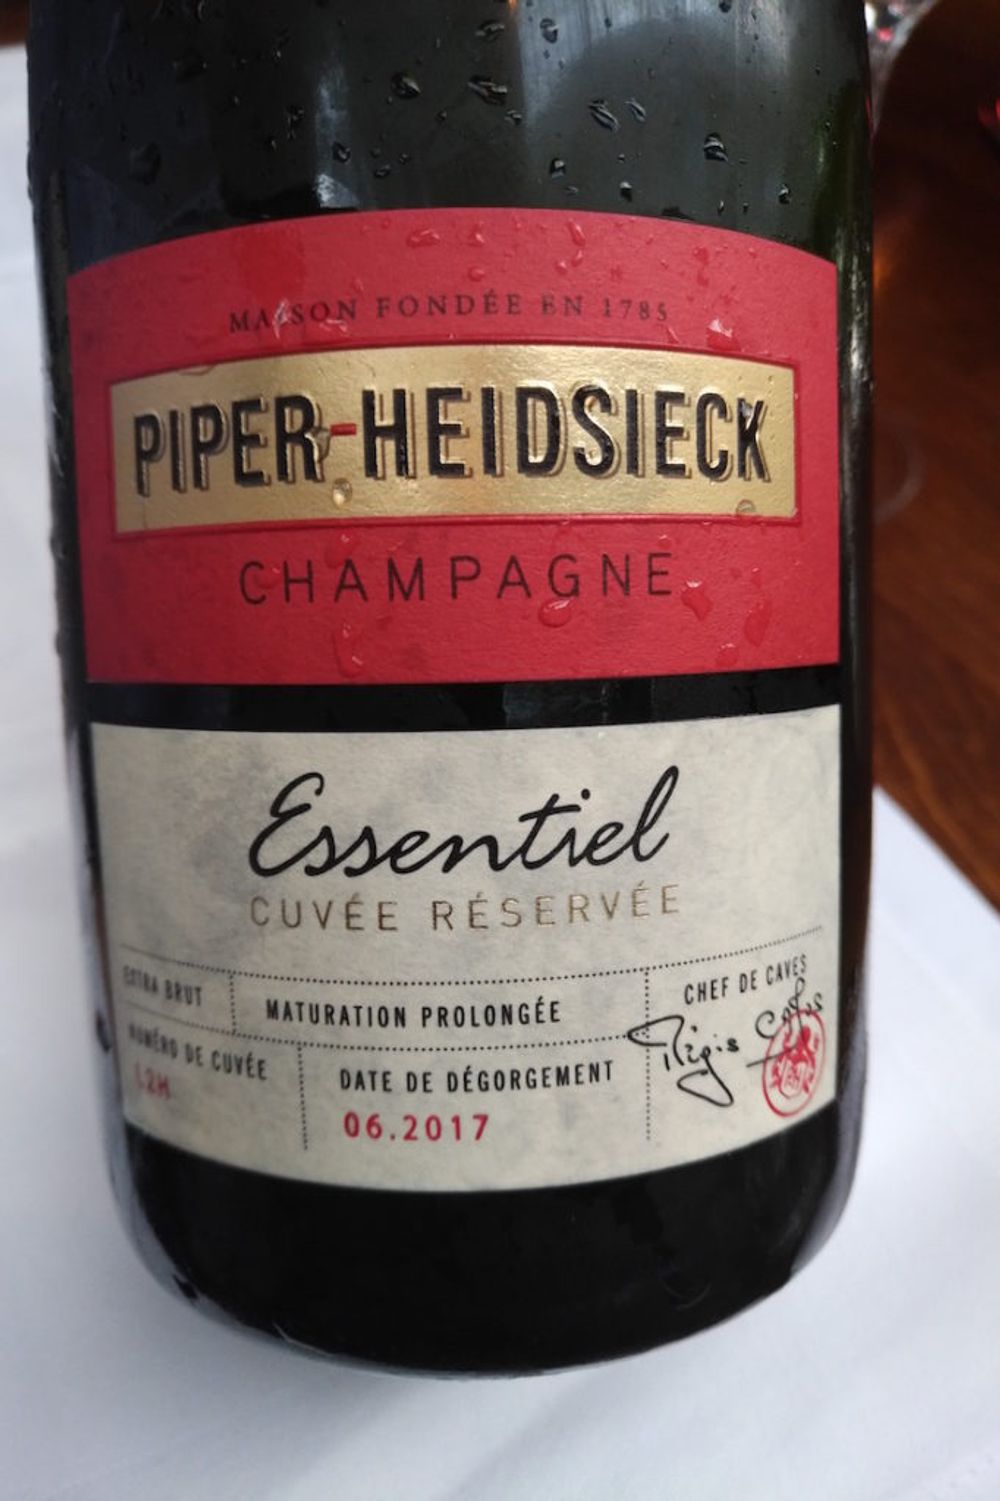 MAISON FONDÉE EN 1785
PIPER-HEIDSIECK
CHAMPAGNE
Essentiel
CUVÉE RÉSERVÉE
EXTRA BRUT
MATURATION PROLONGÉE
CHEF DE CAVES
NUMÉRO DE CUVÉE
DATE DE DÉGORGEMENT
06.2017
Régis